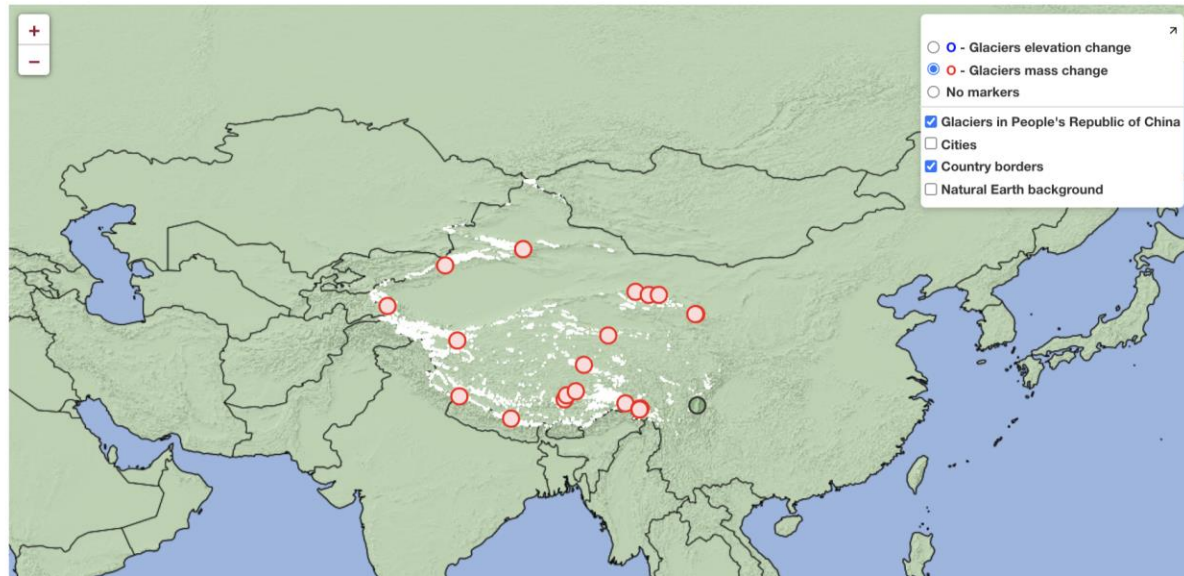 +
−
O - Glaciers elevation change
O - Glaciers mass change
No markers
Glaciers in People's Republic of China
Cities
Country borders
Natural Earth background